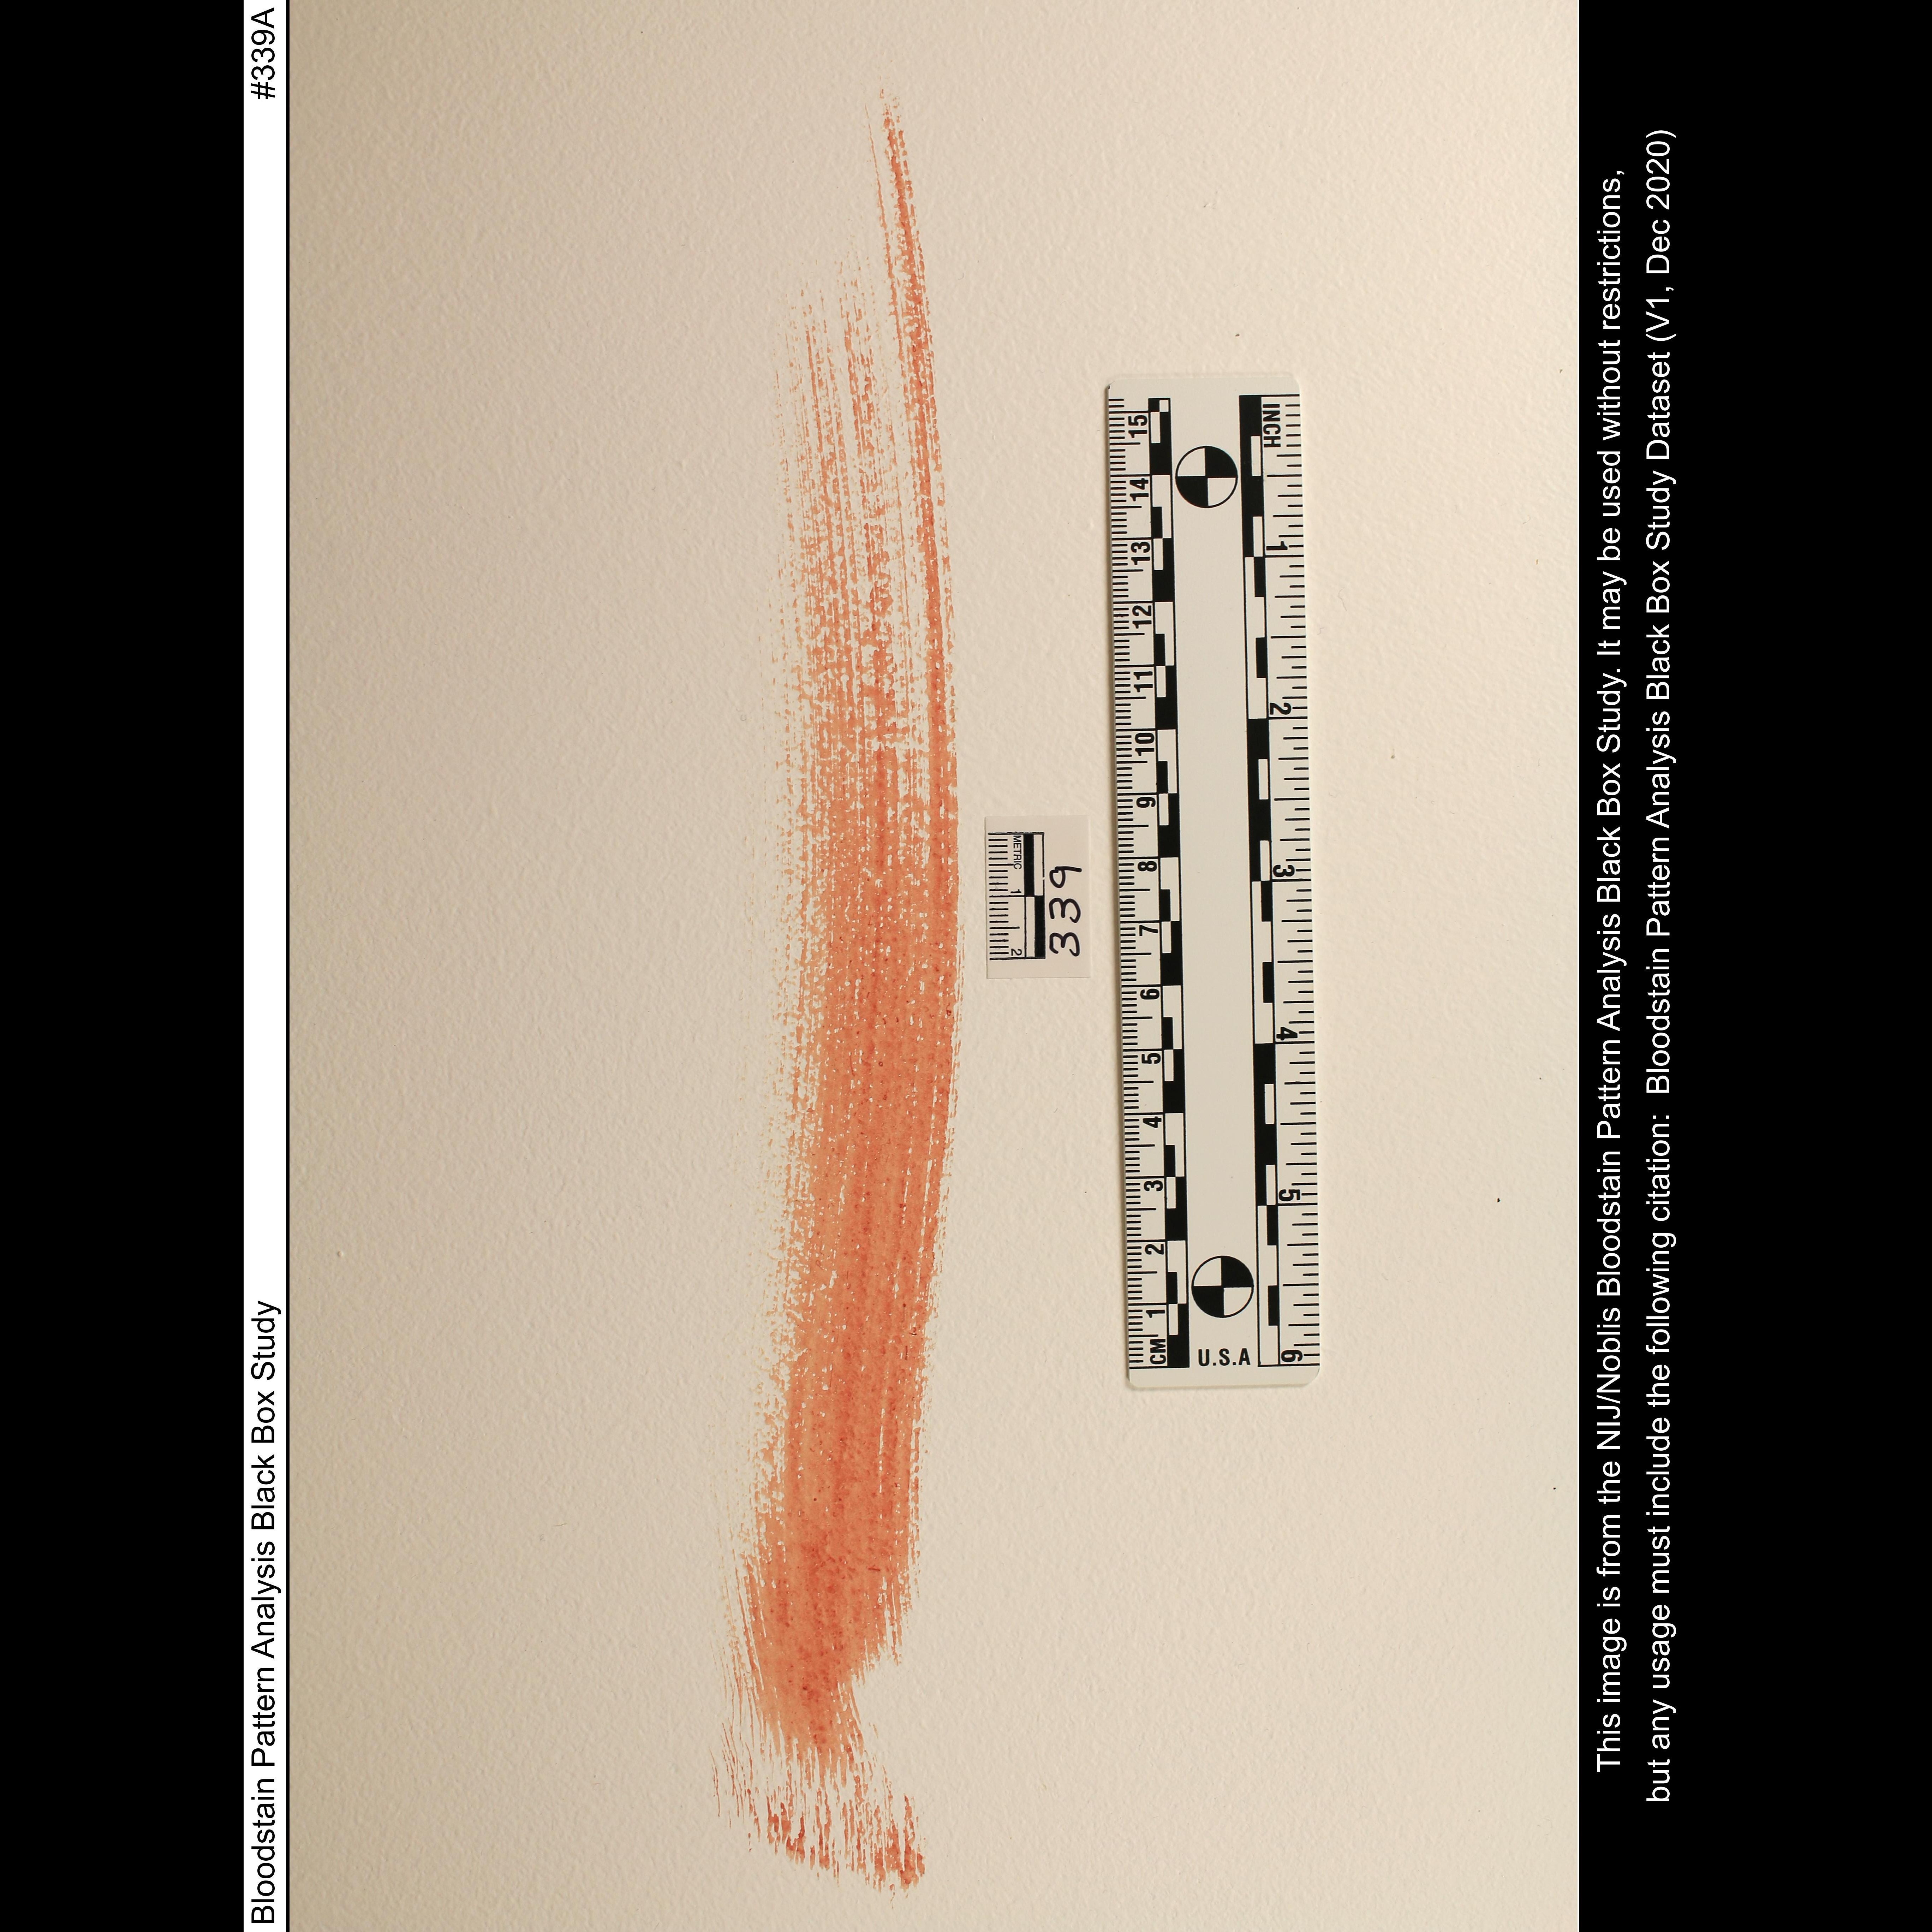 Bloodstain Pattern Analysis Black Box Study #339A
METRIC 1 2
339
CM 1 2 3 4 5 6 7 8 9 10 11 12 13 14 15
U.S.A
INCH 1 2 3 4 5 6
This image is from the NIJ/Noblis Bloodstain Pattern Analysis Black Box Study. It may be used without restrictions,
but any usage must include the following citation: Bloodstain Pattern Analysis Black Box Study Dataset (V1, Dec 2020)